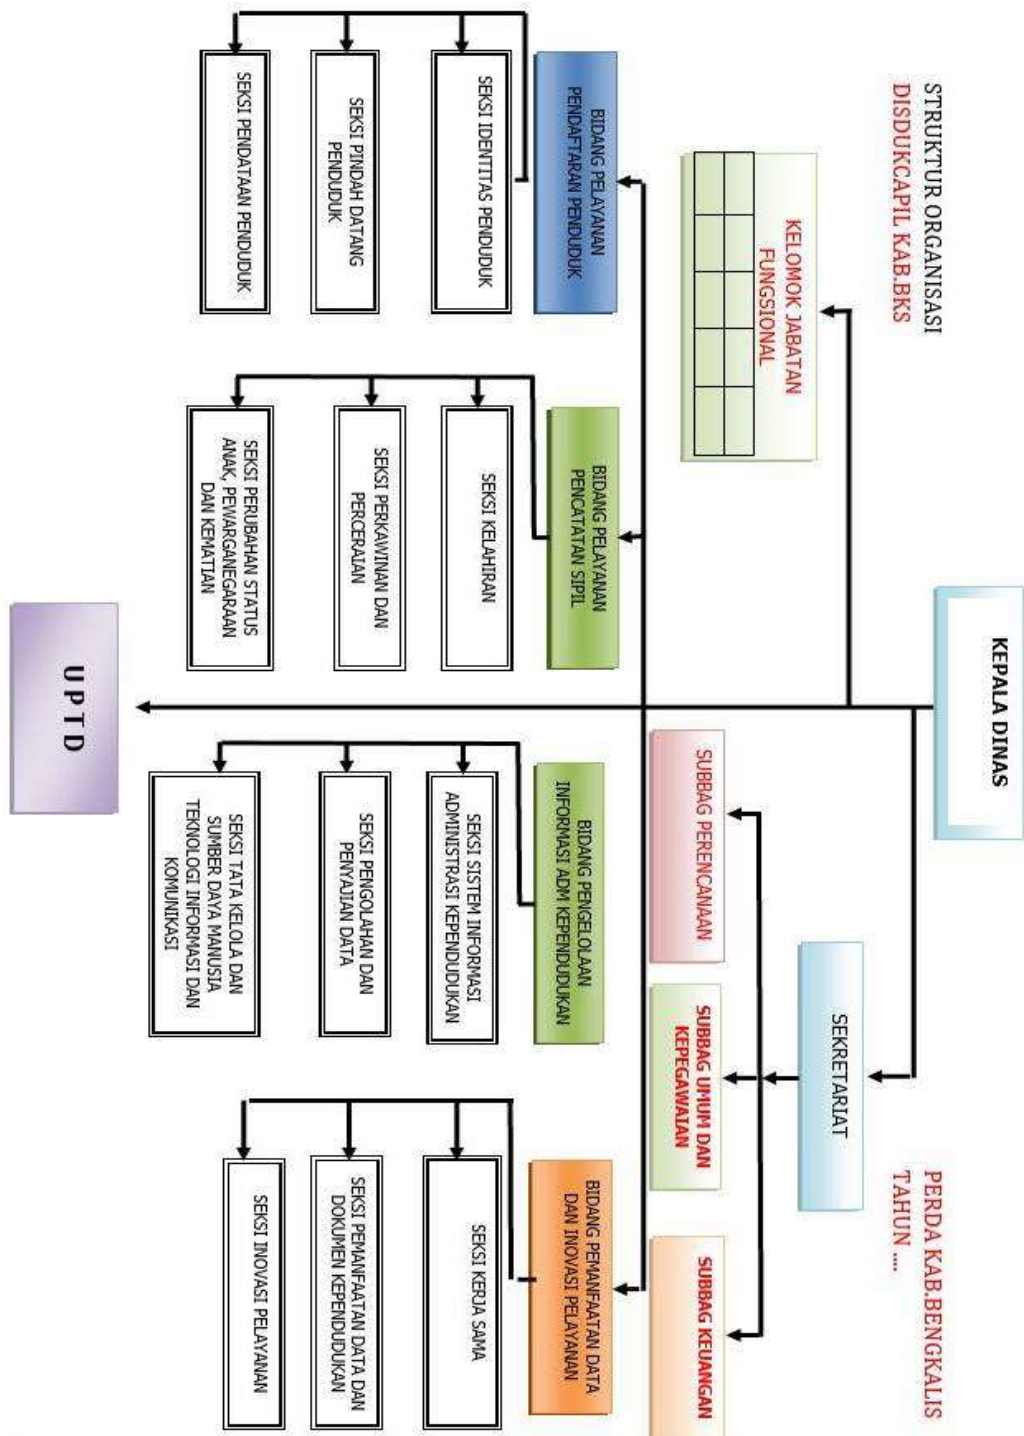 STRUKTUR ORGANISASI
DISDUKCAPIL KAB.BKS
KEPALA DINAS
PERDA KAB.BENGKALIS
TAHUN ....
KELOMOK JABATAN
FUNGSIONAL
SEKRETARIAT
SUBBAG PERENCANAAN
SUBBAG UMUM DAN
KEPEGAWAIAN
SUBBAG KEUANGAN
BIDANG PELAYANAN
PENDAFTARAN PENDUDUK
SEKSI IDENTITAS PENDUDUK
SEKSI PINDAH DATANG
PENDUDUK
SEKSI PENDATAAN PENDUDUK
BIDANG PELAYANAN
PENCATATAN SIPIL
SEKSI KELAHIRAN
SEKSI PERKAWINAN DAN
PERCERAIAN
SEKSI PERUBAHAN STATUS
ANAK, PEWARGANEGARAAN
DAN KEMATIAN
BIDANG PENGELOLAAN
INFORMASI ADM KEPENDUDUKAN
SEKSI SISTEM INFORMASI
ADMINISTRASI KEPENDUDUKAN
SEKSI PENGOLAHAN DAN
PENYAJIAN DATA
SEKSI TATA KELOLA DAN
SUMBER DAYA MANUSIA
TEKNOLOGI INFORMASI DAN
KOMUNIKASI
BIDANG PEMANFAATAN DATA
DAN INOVASI PELAYANAN
SEKSI KERJA SAMA
SEKSI PEMANFAATAN DATA DAN
DOKUMEN KEPENDUDUKAN
SEKSI INOVASI PELAYANAN
U P T D